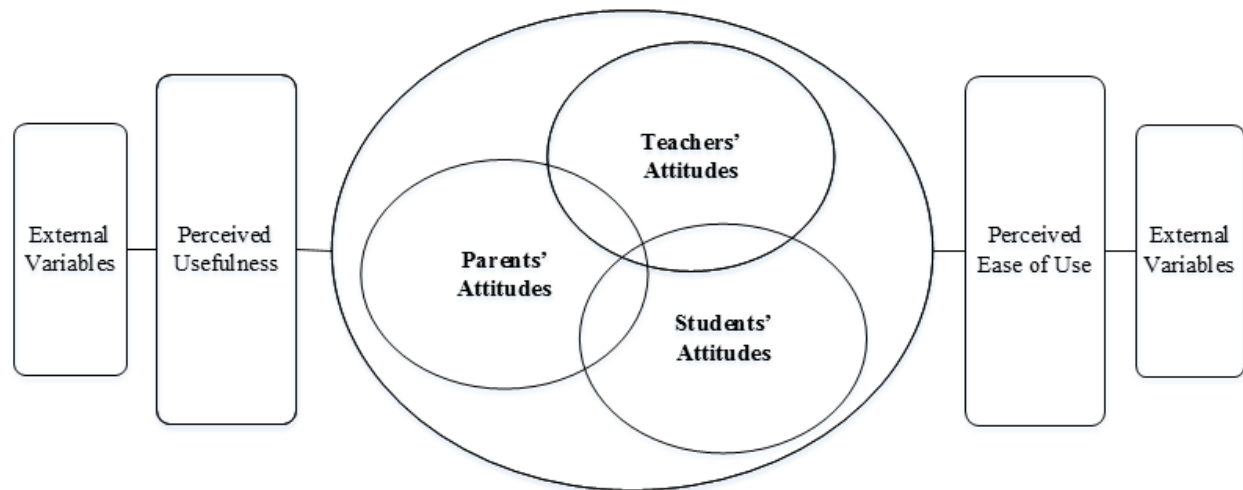 External
Variables
Perceived
Usefulness
Teachers’
Attitudes
Parents’
Attitudes
Students’
Attitudes
Perceived
Ease of Use
External
Variables